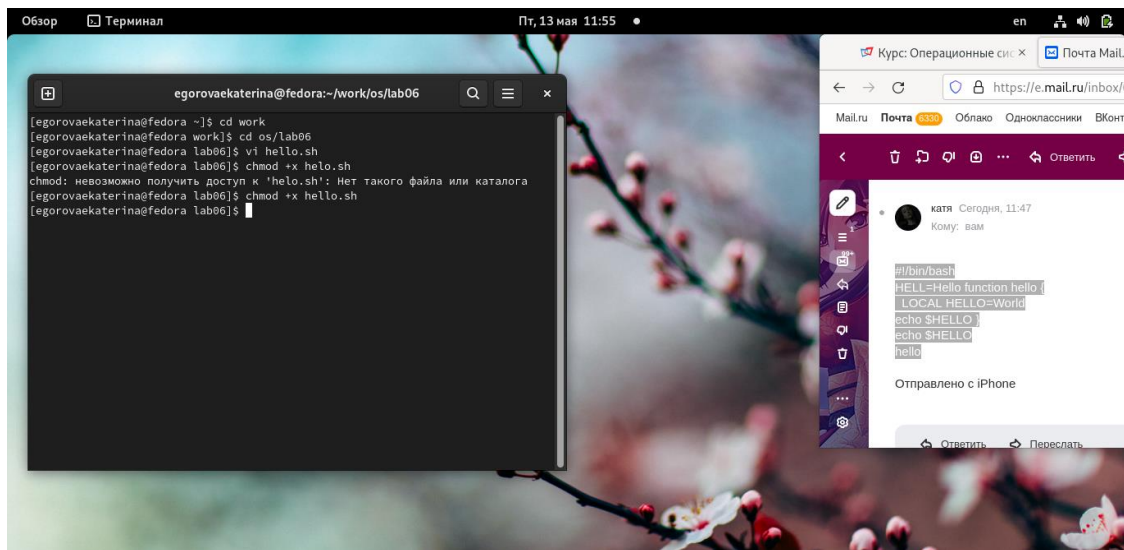 Обзор
Терминал
Пт, 13 мая 11:55
en
egorovaekaterina@fedora:~/work/os/lab06
[egorovaekaterina@fedora ~]$ cd work
[egorovaekaterina@fedora work]$ cd os/lab06
[egorovaekaterina@fedora lab06]$ vi hello.sh
[egorovaekaterina@fedora lab06]$ chmod +x helo.sh
chmod: невозможно получить доступ к 'helo.sh': Нет такого файла или каталога
[egorovaekaterina@fedora lab06]$ chmod +x hello.sh
[egorovaekaterina@fedora lab06]$
Курс: Операционные сис
Почта Mail.
https://e.mail.ru/inbox/
Mail.ru Почта 6330 Облако Одноклассники ВКонт
Ответить
1
99+
катя Сегодня, 11:47
Кому: вам
#!/bin/bash
HELL=Hello function hello {
LOCAL HELLO=World
echo $HELLO }
echo $HELLO
hello
Отправлено с iPhone
Ответить
Переслать